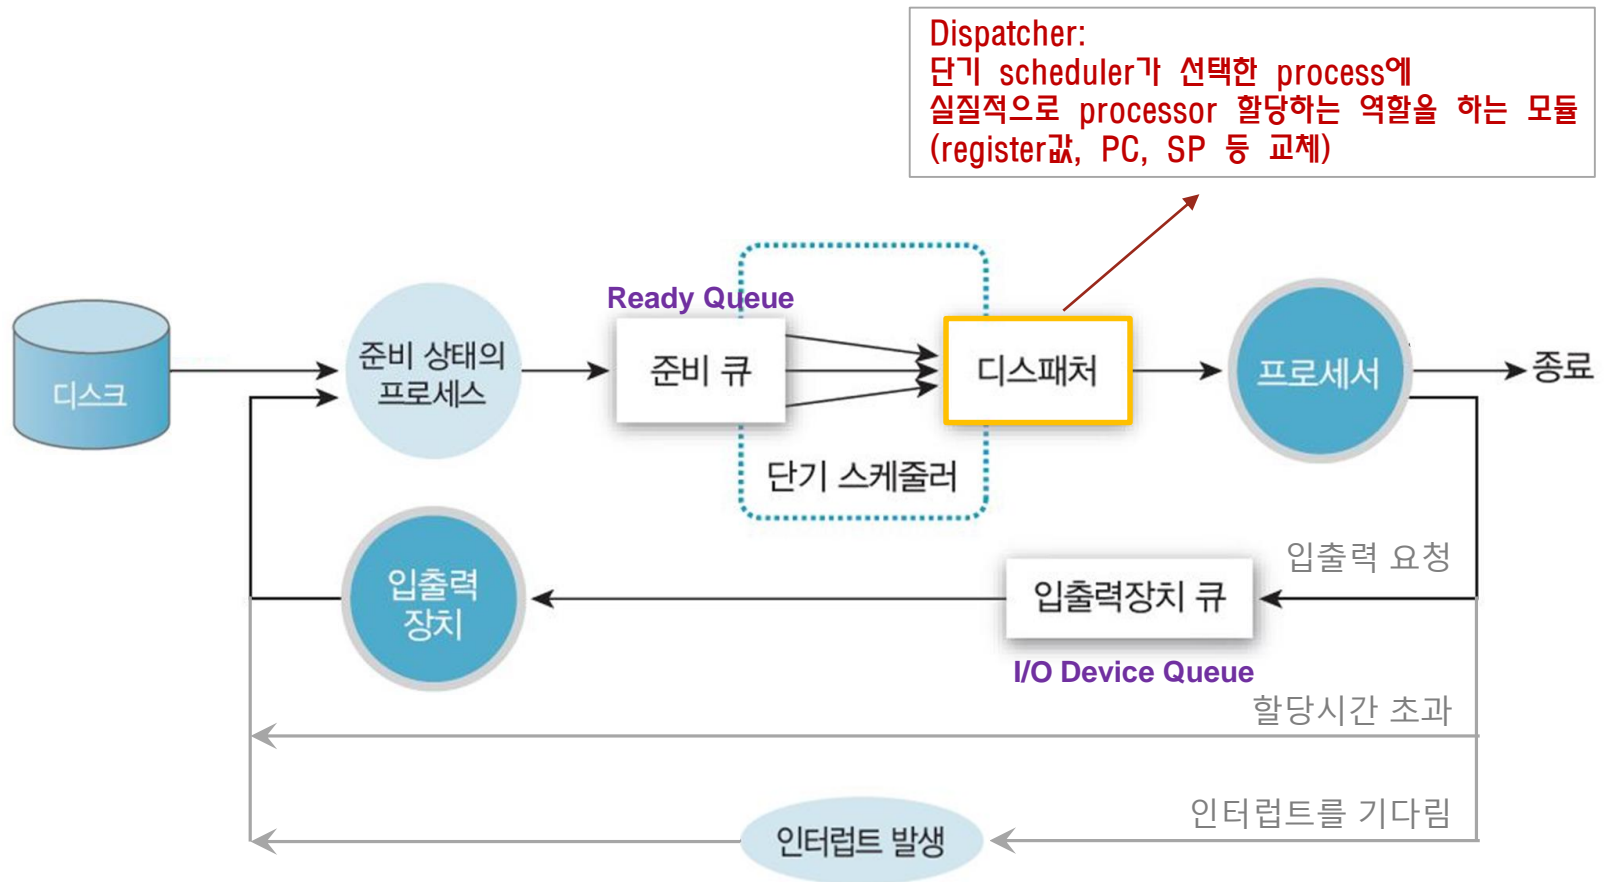 Dispatcher:
단기 scheduler가 선택한 process에
실질적으로 processor 할당하는 역할을 하는 모듈
(register값, PC, SP 등 교체)
Ready Queue
디스크
준비 상태의
프로세스
준비 큐
디스패처
프로세서
종료
단기 스케줄러
입출력 요청
입출력
장치
입출력장치 큐
I/O Device Queue
할당시간 초과
인터럽트를 기다림
인터럽트 발생